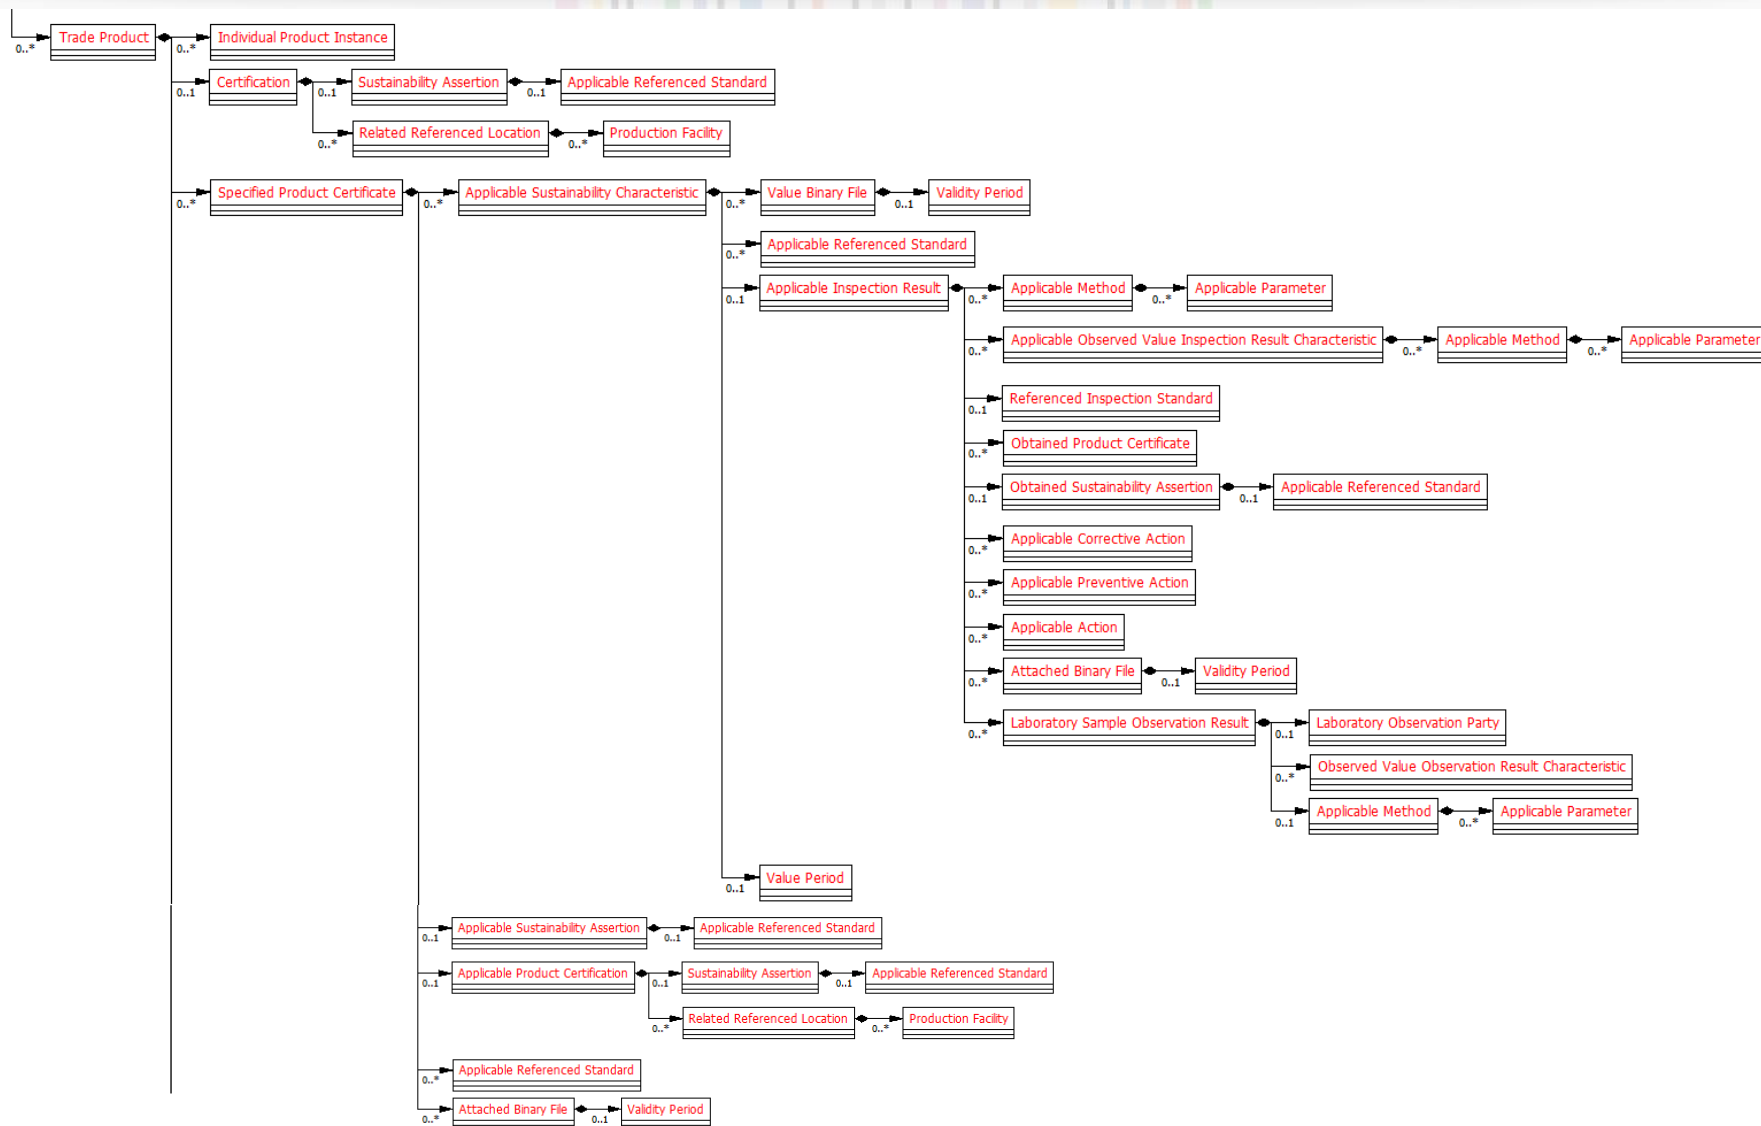 Trade Product
Individual Product Instance
0..*
0..*
Certification
Sustainability Assertion
Applicable Referenced Standard
0..1
0..1
0..1
Related Referenced Location
Production Facility
0..*
0..*
Specified Product Certificate
Applicable Sustainability Characteristic
Value Binary File
Validity Period
0..*
0..*
0..*
0..1
Applicable Referenced Standard
0..*
Applicable Inspection Result
Applicable Method
Applicable Parameter
0..1
0..*
0..*
Applicable Observed Value Inspection Result Characteristic
Applicable Method
Applicable Parameter
0..*
0..*
0..*
Referenced Inspection Standard
0..1
Obtained Product Certificate
0..*
Obtained Sustainability Assertion
Applicable Referenced Standard
0..1
0..1
Applicable Corrective Action
0..*
Applicable Preventive Action
0..*
Applicable Action
0..*
Attached Binary File
Validity Period
0..*
0..1
Laboratory Sample Observation Result
Laboratory Observation Party
0..*
0..1
Observed Value Observation Result Characteristic
0..*
Applicable Method
Applicable Parameter
0..1
0..*
Value Period
0..1
Applicable Sustainability Assertion
Applicable Referenced Standard
0..1
0..1
Applicable Product Certification
Sustainability Assertion
Applicable Referenced Standard
0..1
0..1
0..1
Related Referenced Location
Production Facility
0..*
0..*
Applicable Referenced Standard
0..*
Attached Binary File
Validity Period
0..*
0..1